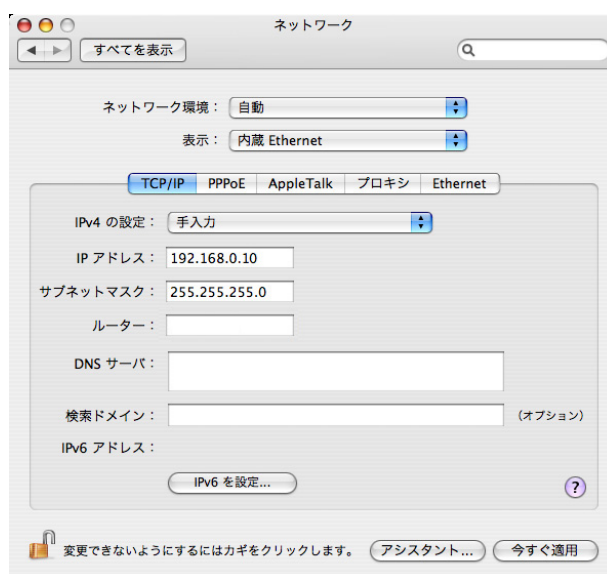 ネットワーク
すべてを表示
ネットワーク環境： 自動
表示： 内蔵 Ethernet
TCP/IP PPPoE AppleTalk プロキシ Ethernet
IPv4 の設定： 手入力
IP アドレス： 192.168.0.10
サブネットマスク： 255.255.255.0
ルーター：
DNS サーバ：
検索ドメイン： (オプション)
IPv6 アドレス：
IPv6 を設定... ?
変更できないようにするにはカギをクリックします。 アシスタント... 今すぐ適用